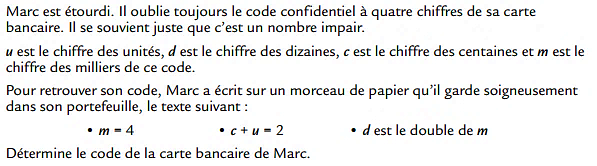 Marc est étourdi. Il oublie toujours le code confidentiel à quatre chiffres de sa carte
bancaire. Il se souvient juste que c'est un nombre impair.
u est le chiffre des unités, d est le chiffre des dizaines, c est le chiffre des centaines et m est le
chiffre des milliers de ce code.
Pour retrouver son code, Marc a écrit sur un morceau de papier qu'il garde soigneusement
dans son portefeuille, le texte suivant :
• m = 4 • c + u = 2 • d est le double de m
Détermine le code de la carte bancaire de Marc.